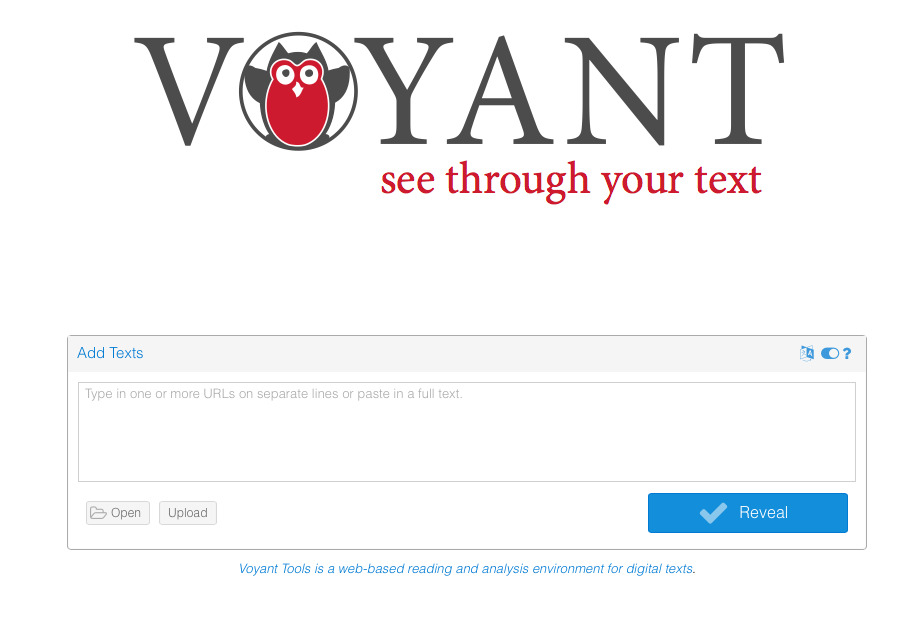 VOYANT
see through your text
Add Texts
?
Type in one or more URLs on separate lines or paste in a full text.
Open
Upload
Reveal
Voyant Tools is a web-based reading and analysis environment for digital texts.